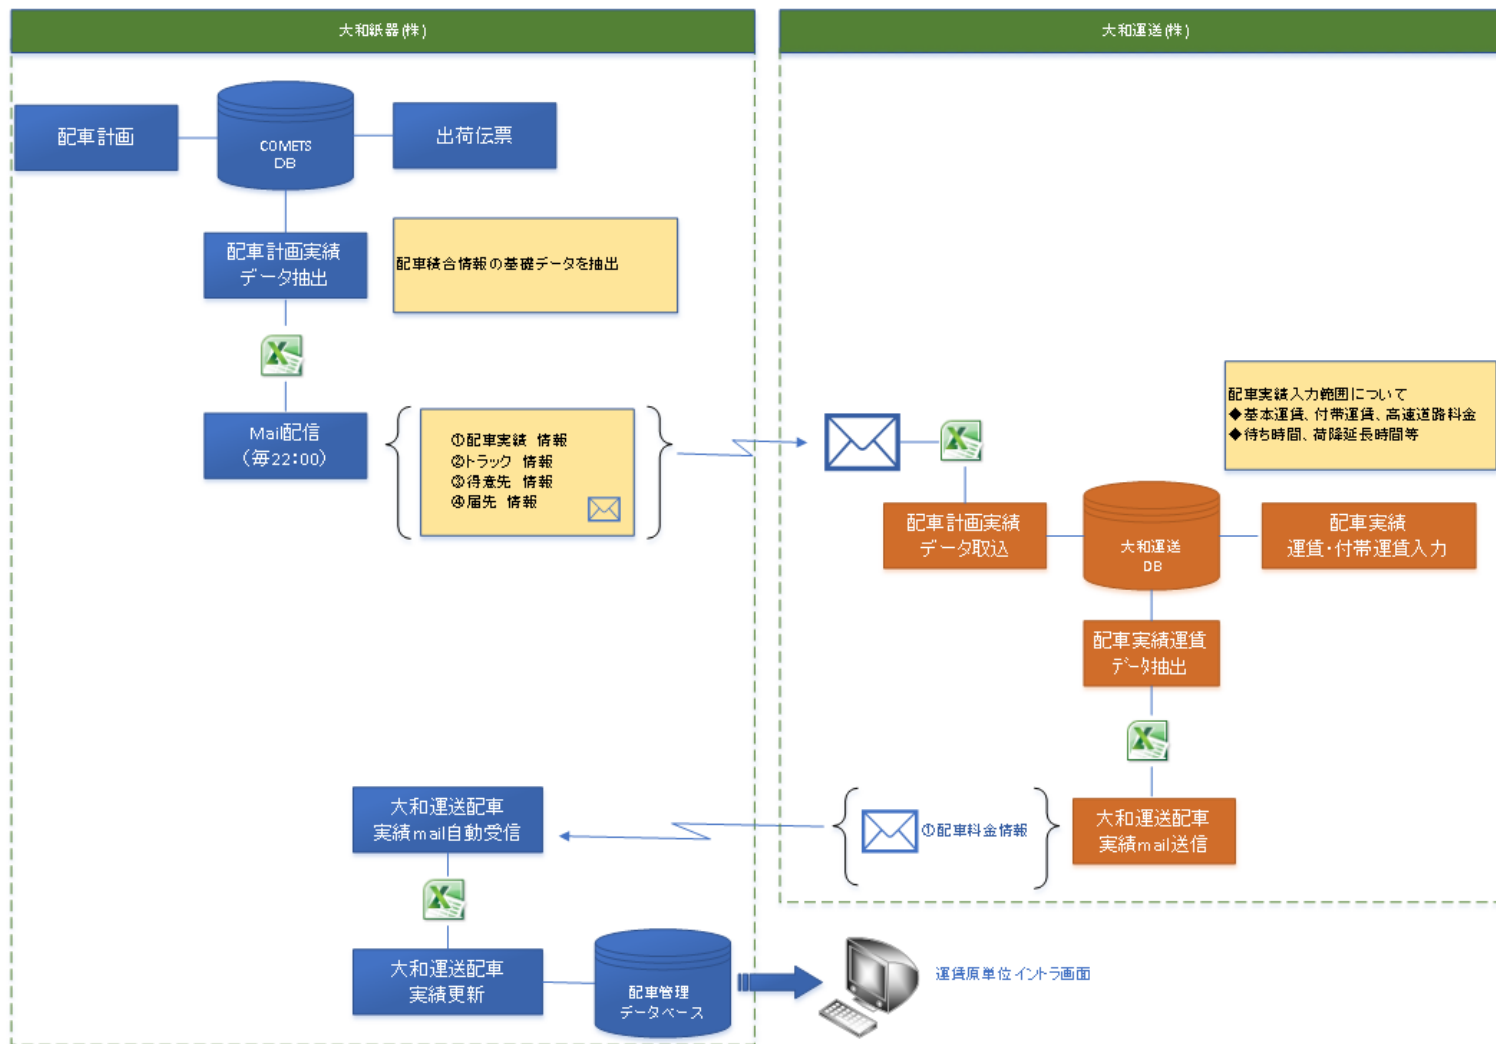 大和紙器(株)
大和運送(株)
配車計画
COMETS
DB
出荷伝票
配車計画実績
データ抽出
配車積合情報の基礎データを抽出
Mail配信
（毎22:00）
①配車実績 情報
②トラック 情報
③得意先 情報
④届先 情報
配車実績入力範囲について
◆基本運賃、付帯運賃、高速道路料金
◆待ち時間、荷降延長時間等
配車計画実績
データ取込
大和運送
DB
配車実績
運賃・付帯運賃入力
配車実績運賃
データ抽出
大和運送配車
実績mail自動受信
①配車料金情報
大和運送配車
実績mail送信
大和運送配車
実績更新
配車管理
データベース
運賃原単位イントラ画面